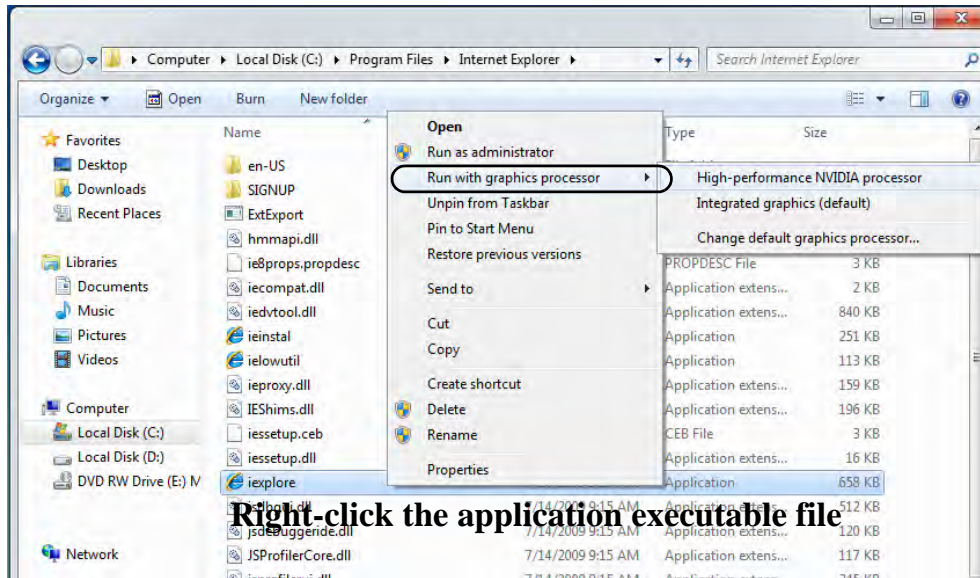 Computer ▸ Local Disk (C:) ▸ Program Files ▸ Internet Explorer ▸
Search Internet Explorer
Organize Open Burn New folder
Favorites
Desktop
Downloads
Recent Places
Libraries
Documents
Music
Pictures
Videos
Computer
Local Disk (C:)
Local Disk (D:)
DVD RW Drive (E:) M
Network
Name Type Size
en-US
SIGNUP
ExtExport
hmmapi.dll
ie8props.propdesc PROPDESC File 3 KB
iecompat.dll Application extens... 2 KB
iedvtool.dll Application extens... 840 KB
ieinstal Application 251 KB
ielowutil Application 113 KB
ieproxy.dll Application extens... 159 KB
IEShims.dll Application extens... 196 KB
iessetup.ceb CEB File 3 KB
iessetup.dll Application extens... 16 KB
iexplore Application 658 KB
512 KB
jsdebuggeride.dll 7/14/2009 9:15 AM Application extens... 120 KB
JSProfilerCore.dll 7/14/2009 9:15 AM Application extens... 117 KB
Open
Run as administrator
Run with graphics processor
Unpin from Taskbar
Pin to Start Menu
Restore previous versions
Send to
Cut
Copy
Create shortcut
Delete
Rename
Properties
High-performance NVIDIA processor
Integrated graphics (default)
Change default graphics processor...
Right-click the application executable file